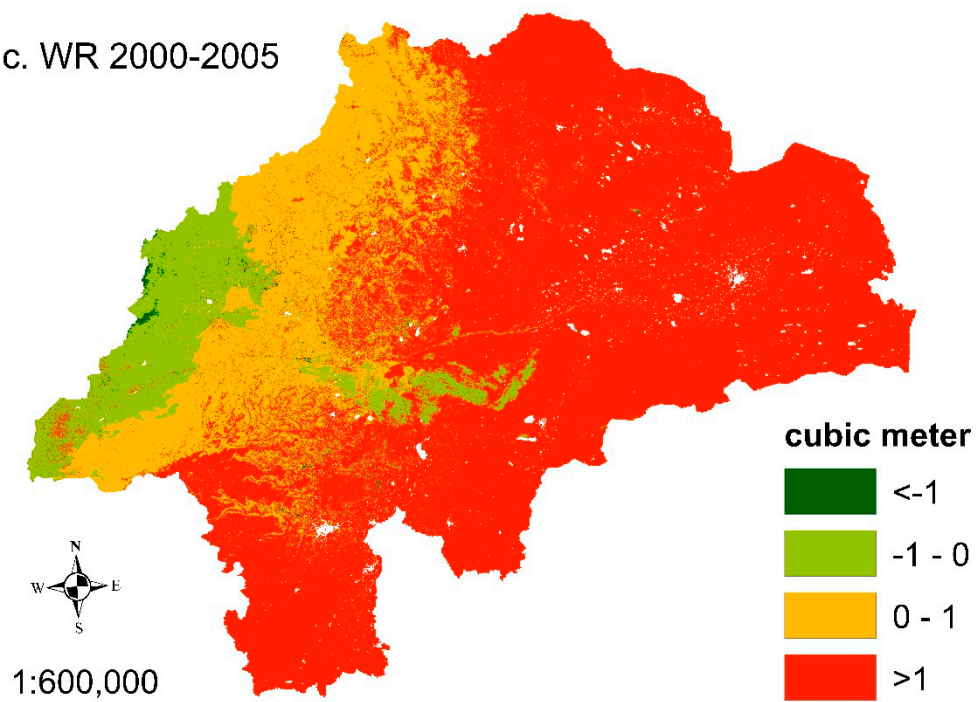 c. WR 2000-2005
cubic meter
<-1
-1 - 0
0 - 1
>1
N
W E
S
1:600,000